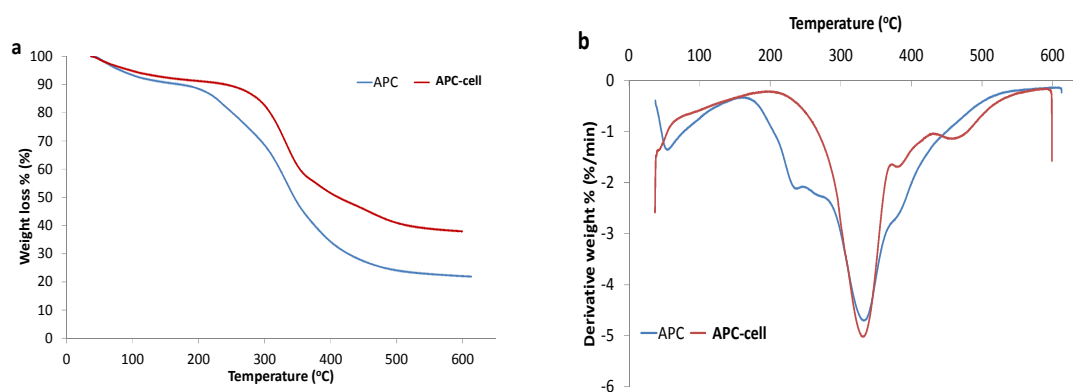 a
APC
APC-cell
Weight loss % (%)
100
90
80
70
60
50
40
30
20
10
0
0 100 200 300 400 500 600
Temperature (°C)
b
Temperature (°C)
0 100 200 300 400 500 600
Derivative weight % (%/min)
0
-1
-2
-3
-4
-5
-6
APC
APC-cell